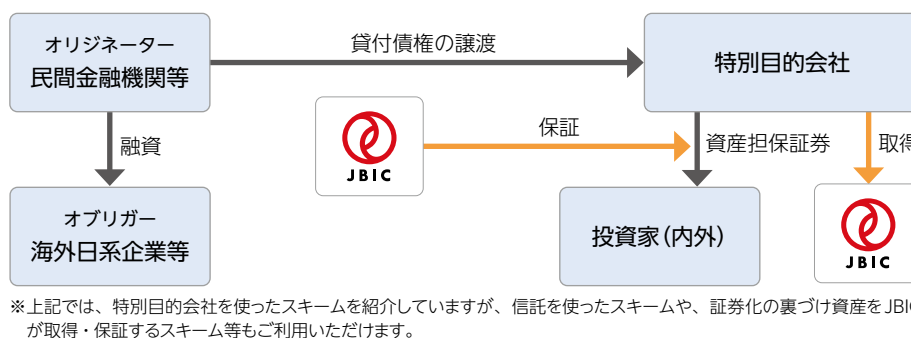 オリジネーター
民間金融機関等
貸付債権の譲渡
特別目的会社
融資
JBIC
保証
資産担保証券
取得
オブリガー
海外日系企業等
投資家(内外)
JBIC
※上記では、特別目的会社を使ったスキームを紹介していますが、信託を使ったスキームや、証券化の裏づけ資産をJBIC
が取得・保証するスキーム等もご利用いただけます。